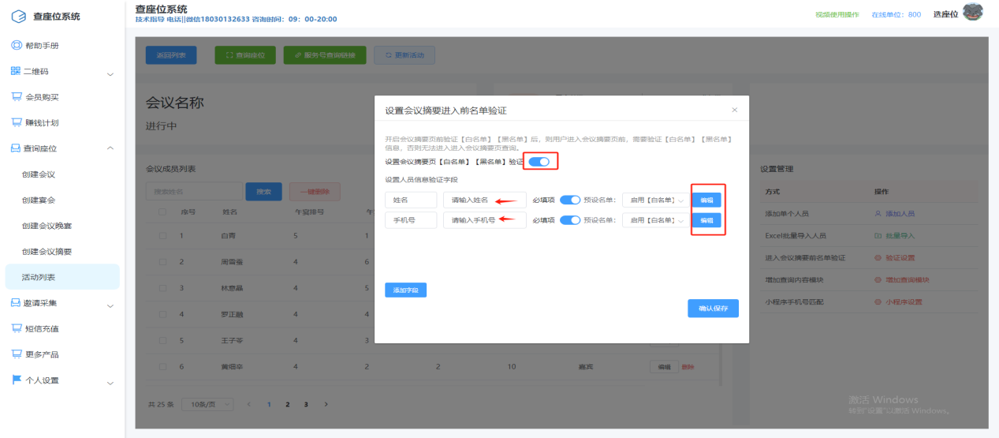 查座位系统
查座位系统
技术指导 电话||微信18030132633 咨询时间：09：00-20:00
视频使用操作 在线单位：800 选座位
帮助手册
二维码
会员购买
赚钱计划
查询座位
创建会议
创建宴会
创建会议晚宴
创建会议摘要
活动列表
邀请采集
短信充值
更多产品
个人设置
返回列表 查询座位 服务号查询链接 更新活动
会议名称
进行中
会议成员列表
搜索姓名 搜索 一键删除
序号 姓名 午宴排号
1 白胃 5 1
2 周雪蚕 4 6
3 林意晶 4 5
4 罗正融 4 4
5 王子苓 4 3
6 黄细辛 4 2 2 10 嘉宾 编辑 删除
共 25 条 10条/页 1 2 3
设置会议摘要进入前名单验证
开启会议摘要页前验证【白名单】【黑名单】后，则用户进入会议摘要页前，需要验证【白名单】【黑名单】
信息，否则无法进入进入会议摘要页查询。
设置会议摘要页【白名单】【黑名单】验证
设置人员信息验证字段
姓名 请输入姓名 必填项 预设名单： 启用【白名单】 编辑
手机号 请输入手机号 必填项 预设名单： 启用【白名单】 编辑
添加字段
确认保存
设置管理
方式 操作
添加单个人员 添加人员
Excel批量导入人员 批量导入
进入会议摘要前名单验证 验证设置
增加查询内容模块 增加查询模块
小程序手机号匹配 小程序设置
激活 Windows
转到"设置"以激活 Windows。